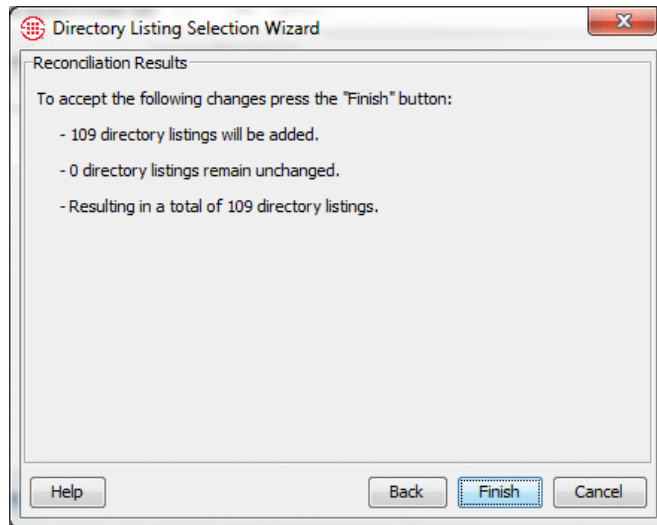 Directory Listing Selection Wizard
Reconciliation Results
To accept the following changes press the "Finish" button:
- 109 directory listings will be added.
- 0 directory listings remain unchanged.
- Resulting in a total of 109 directory listings.
Help Back Finish Cancel